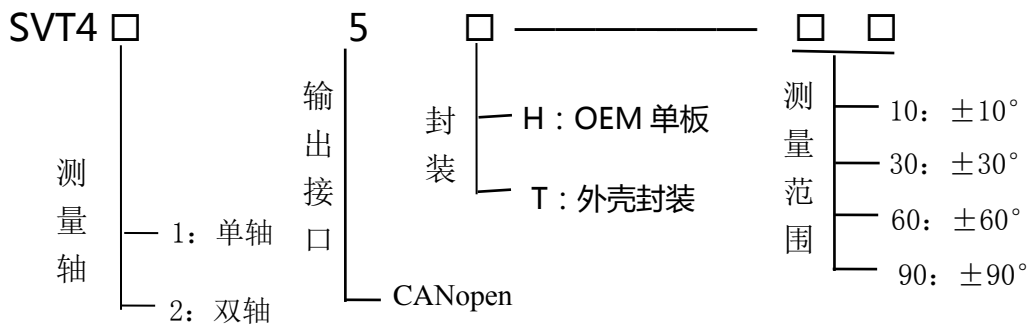 SVT4 □ 5 □ —————— □ □
测量轴
1：单轴
2：双轴
输出接口
CANopen
封装
H：OEM 单板
T：外壳封装
测量范围
10：±10°
30：±30°
60：±60°
90：±90°